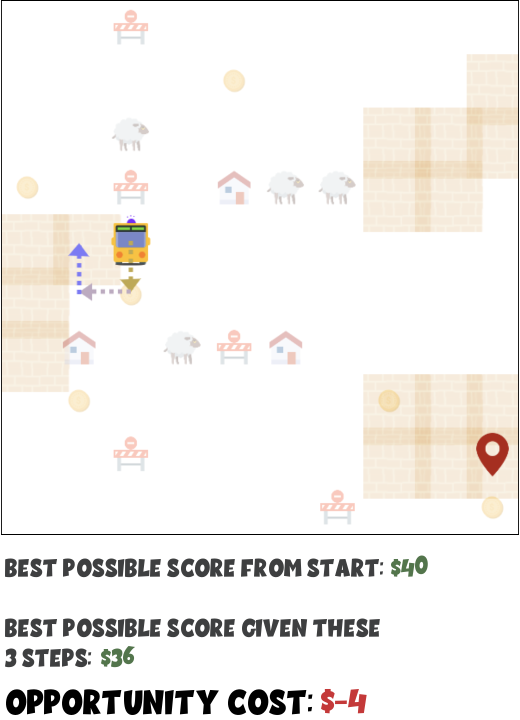 BEST POSSIBLE SCORE FROM START: $40
BEST POSSIBLE SCORE GIVEN THESE
3 STEPS: $36
OPPORTUNITY COST: $-4